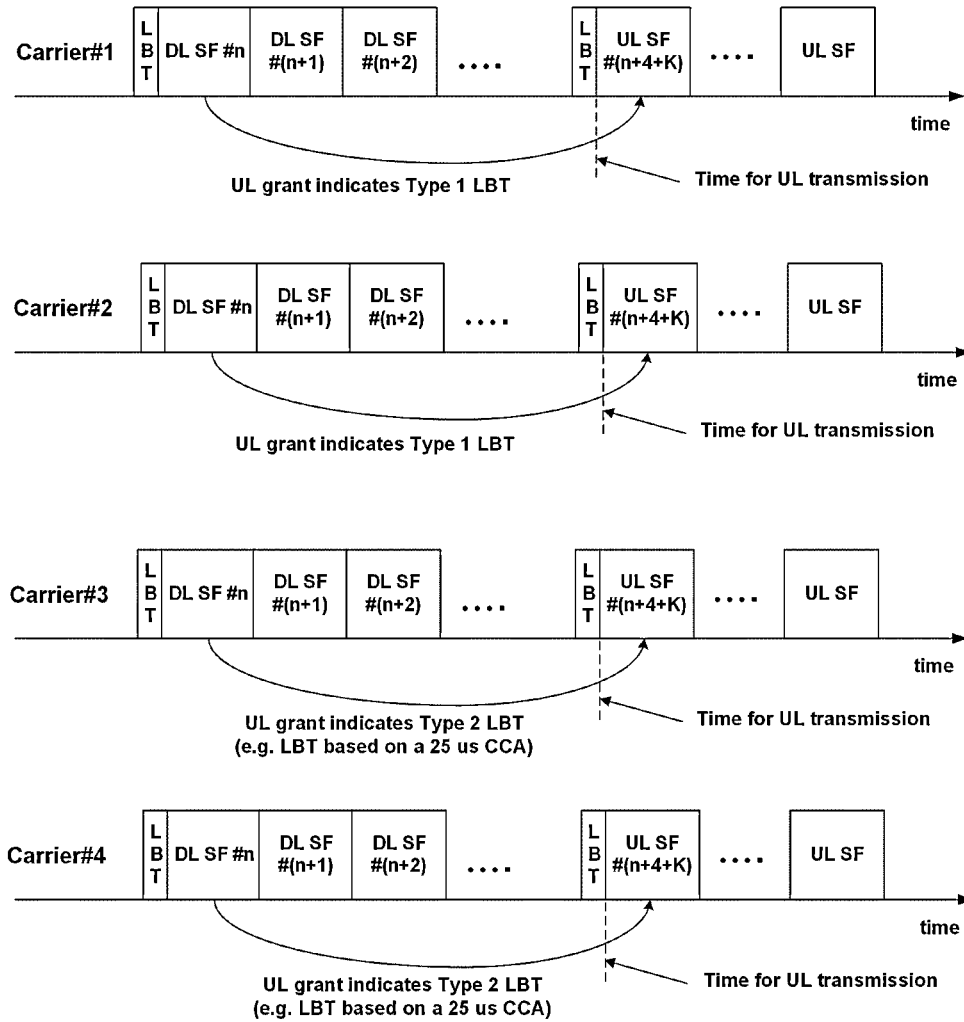 Carrier#1
L
B
T
DL SF #n
DL SF
#(n+1)
DL SF
#(n+2)
....
L
B
T
UL SF
#(n+4+K)
....
UL SF
time
UL grant indicates Type 1 LBT
Time for UL transmission
Carrier#2
L
B
T
DL SF #n
DL SF
#(n+1)
DL SF
#(n+2)
....
L
B
T
UL SF
#(n+4+K)
....
UL SF
time
UL grant indicates Type 1 LBT
Time for UL transmission
Carrier#3
L
B
T
DL SF #n
DL SF
#(n+1)
DL SF
#(n+2)
....
L
B
T
UL SF
#(n+4+K)
....
UL SF
time
UL grant indicates Type 2 LBT
(e.g. LBT based on a 25 us CCA)
Time for UL transmission
Carrier#4
L
B
T
DL SF #n
DL SF
#(n+1)
DL SF
#(n+2)
....
L
B
T
UL SF
#(n+4+K)
....
UL SF
time
UL grant indicates Type 2 LBT
(e.g. LBT based on a 25 us CCA)
Time for UL transmission